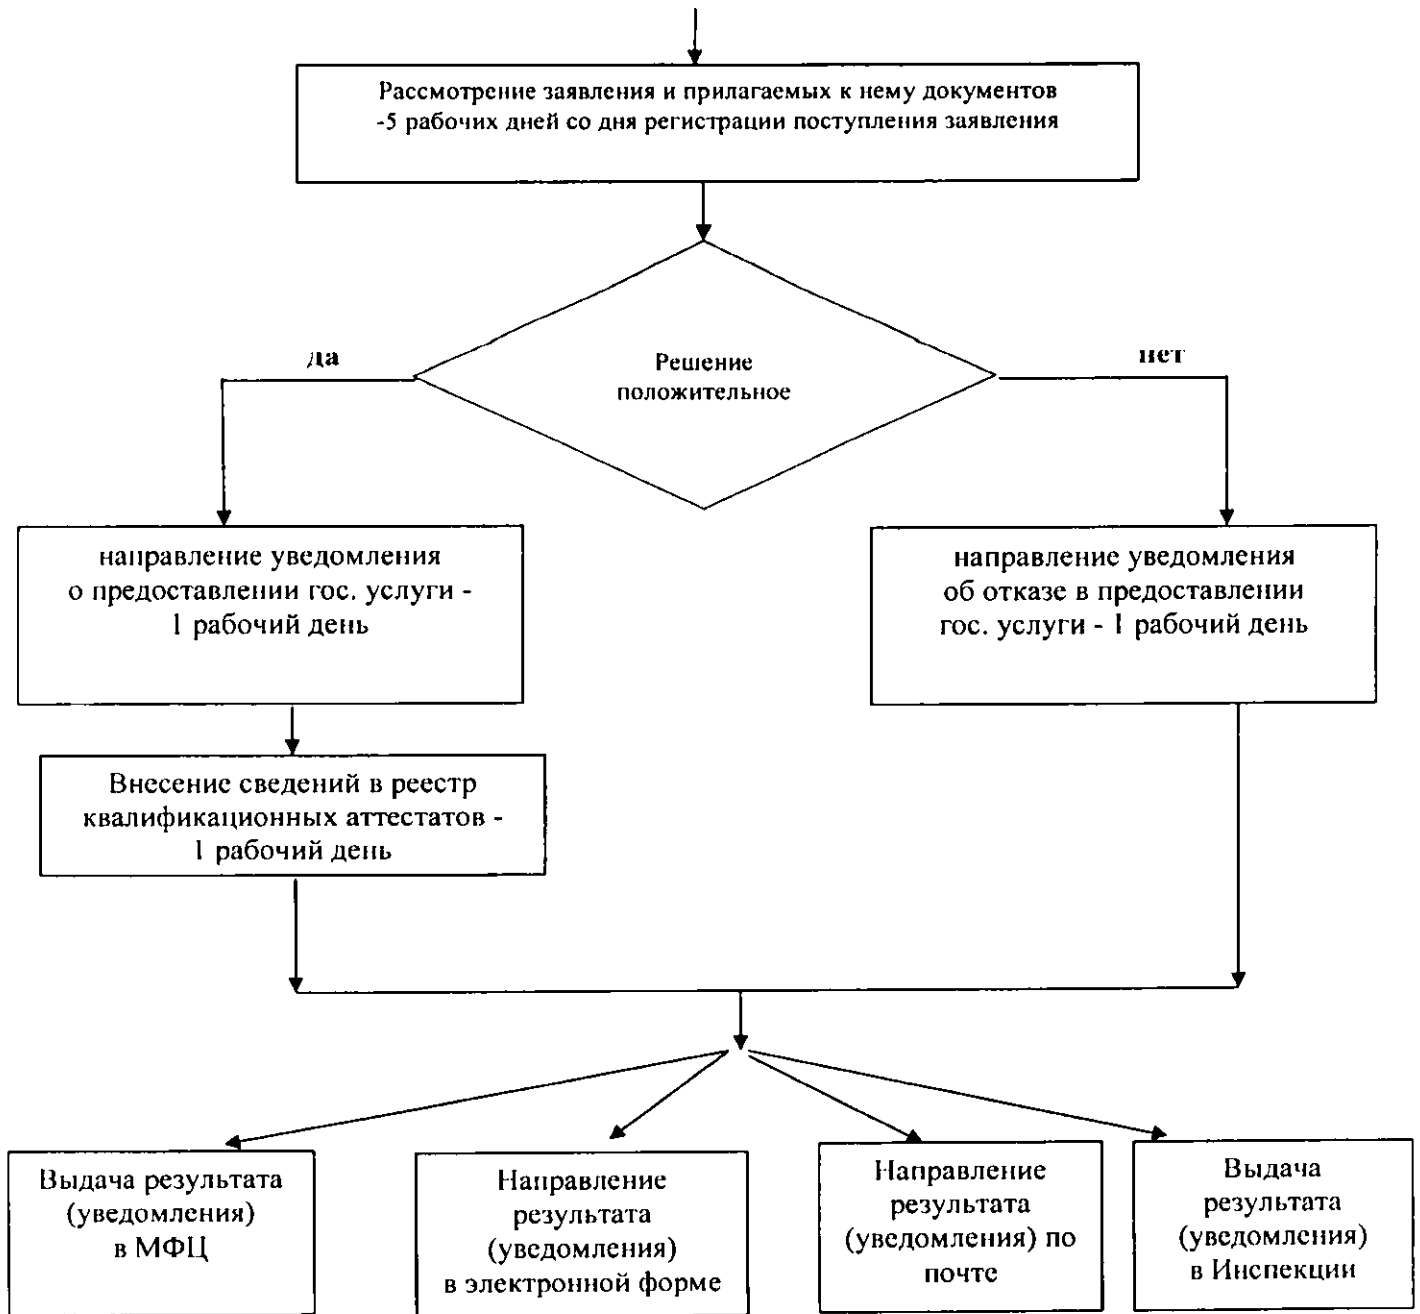 Рассмотрение заявления и прилагаемых к нему документов
-5 рабочих дней со дня регистрации поступления заявления
да
Решение
положительное
нет
направление уведомления
о предоставлении гос. услуги -
1 рабочий день
направление уведомления
об отказе в предоставлении
гос. услуги - 1 рабочий день
Внесение сведений в реестр
квалификационных аттестатов -
1 рабочий день
Выдача результата
(уведомления)
в МФЦ
Направление
результата
(уведомления)
в электронной форме
Направление
результата
(уведомления) по
почте
Выдача
результата
(уведомления)
в Инспекции